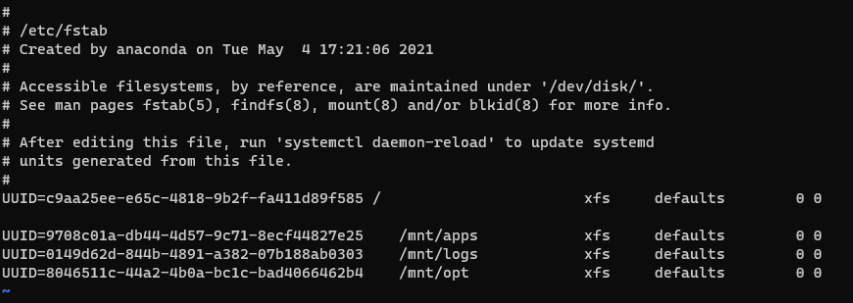 #
# /etc/fstab
# Created by anaconda on Tue May  4 17:21:06 2021
#
# Accessible filesystems, by reference, are maintained under '/dev/disk/'.
# See man pages fstab(5), findfs(8), mount(8) and/or blkid(8) for more info.
#
# After editing this file, run 'systemctl daemon-reload' to update systemd
# units generated from this file.
#
UUID=c9aa25ee-e65c-4818-9b2f-fa411d89f585 /                       xfs     defaults        0 0

UUID=9708c01a-db44-4d57-9c71-8ecf44827e25    /mnt/apps            xfs     defaults        0 0
UUID=0149d62d-844b-4891-a382-07b188ab0303    /mnt/logs            xfs     defaults        0 0
UUID=8046511c-44a2-4b0a-bc1c-bad4066462b4    /mnt/opt             xfs     defaults        0 0
~